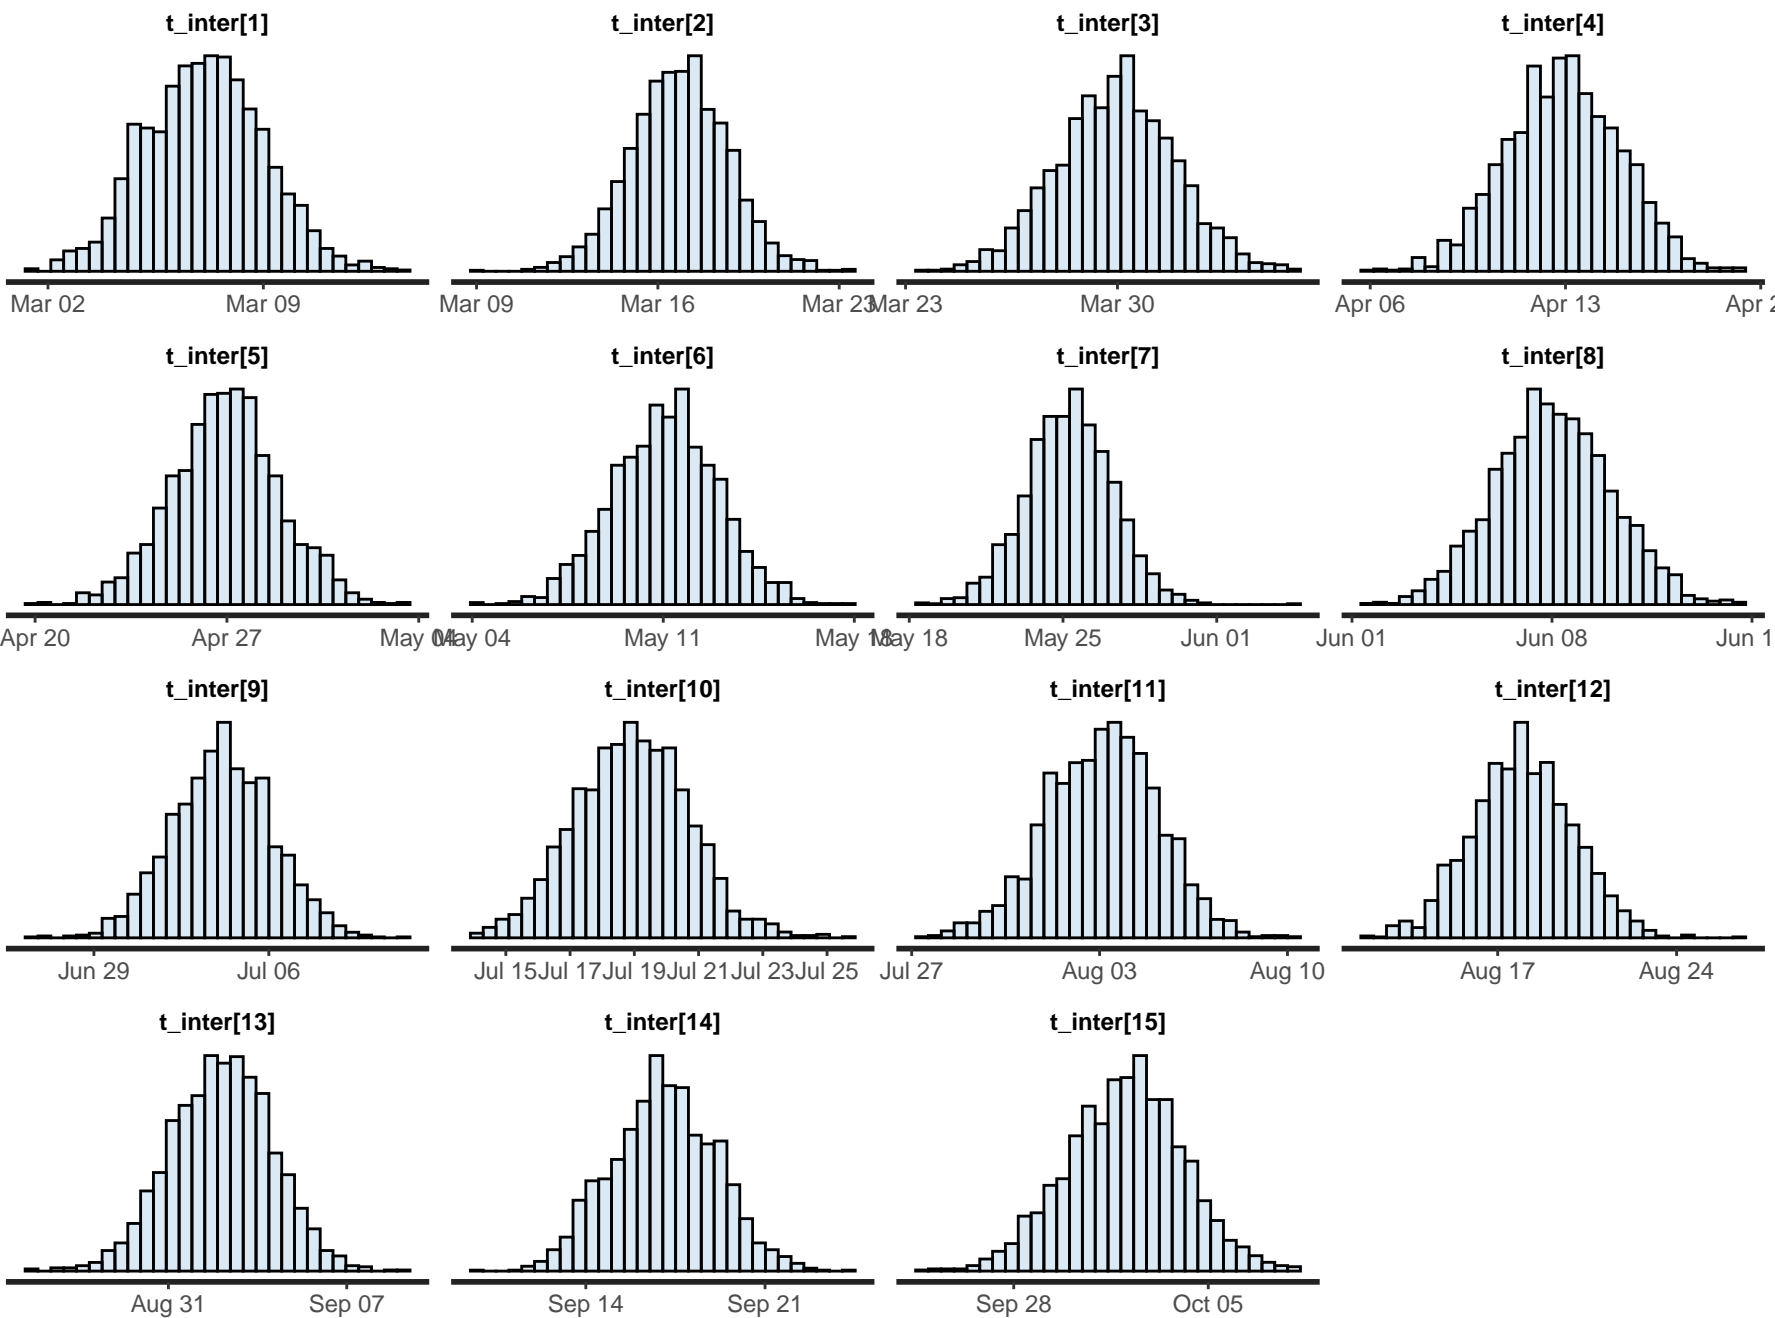 t_inter[1] t_inter[2] t_inter[3] t_inter[4]
Mar 02 Mar 09 Mar 09 Mar 16 Mar 23 Mar 23 Mar 30 Apr 06 Apr 13 Apr 2
t_inter[5] t_inter[6] t_inter[7] t_inter[8]
Apr 20 Apr 27 May 04 May 04 May 11 May 18 May 18 May 25 Jun 01 Jun 01 Jun 08 Jun 1
t_inter[9] t_inter[10] t_inter[11] t_inter[12]
Jun 29 Jul 06 Jul 15 Jul 17 Jul 19 Jul 21 Jul 23 Jul 25 Jul 27 Aug 03 Aug 10 Aug 17 Aug 24
t_inter[13] t_inter[14] t_inter[15]
Aug 31 Sep 07 Sep 14 Sep 21 Sep 28 Oct 05